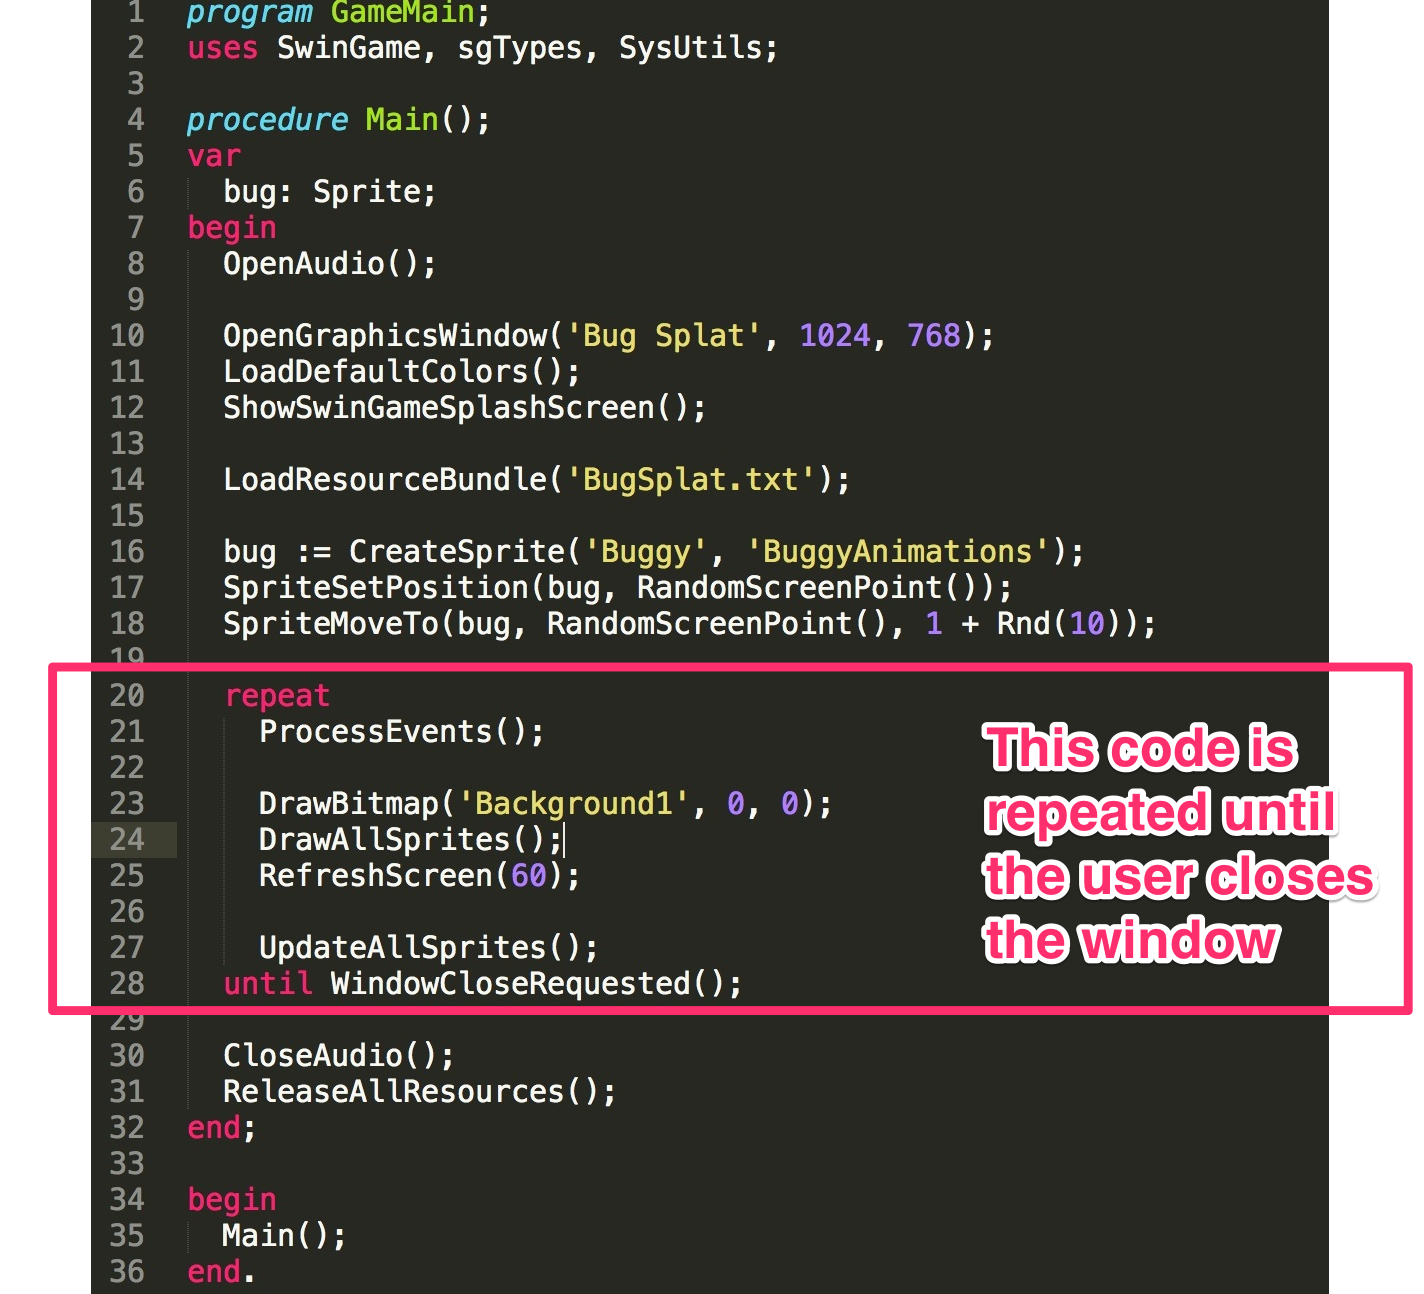 1 program GameMain;
2 uses SwinGame, sgTypes, SysUtils;
3
4 procedure Main();
5 var
6 bug: Sprite;
7 begin
8 OpenAudio();
9
10 OpenGraphicsWindow('Bug Splat', 1024, 768);
11 LoadDefaultColors();
12 ShowSwinGameSplashScreen();
13
14 LoadResourceBundle('BugSplat.txt');
15
16 bug := CreateSprite('Buggy', 'BuggyAnimations');
17 SpriteSetPosition(bug, RandomScreenPoint());
18 SpriteMoveTo(bug, RandomScreenPoint(), 1 + Rnd(10));
19
20 repeat
21 ProcessEvents();
22
23 DrawBitmap('Background1', 0, 0);
24 DrawAllSprites();
25 RefreshScreen(60);
26
27 UpdateAllSprites();
28 until WindowCloseRequested();
29
30 CloseAudio();
31 ReleaseAllResources();
32 end;
33
34 begin
35 Main();
36 end.
This code is
repeated until
the user closes
the window